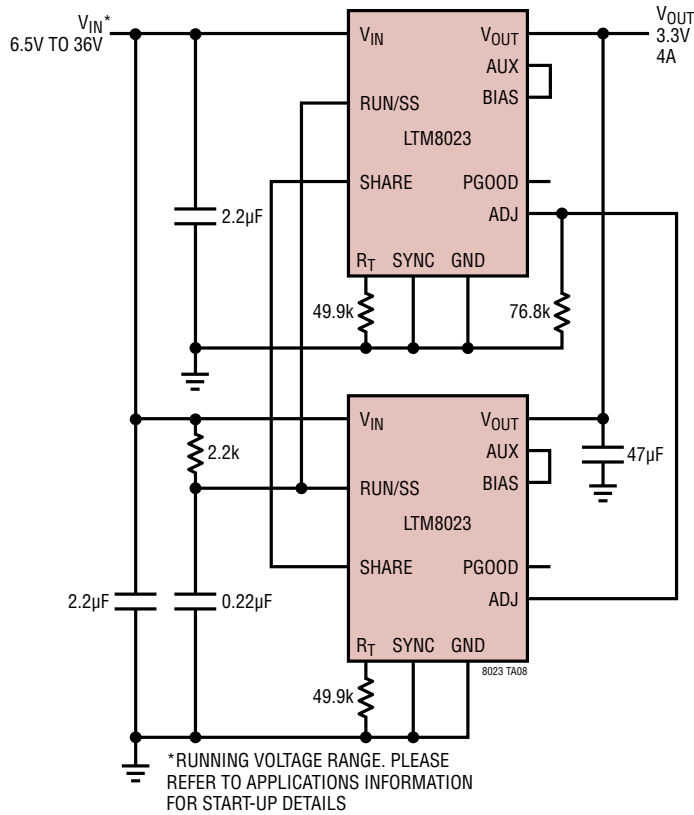 VIN*
6.5V TO 36V
VOUT
3.3V
4A
VIN
VOUT
AUX
BIAS
RUN/SS
LTM8023
SHARE
PGOOD
ADJ
2.2µF
RT SYNC GND
49.9k
76.8k
VIN
VOUT
AUX
BIAS
2.2k
47µF
RUN/SS
LTM8023
SHARE
PGOOD
ADJ
2.2µF
0.22µF
RT SYNC GND
8023 TA08
49.9k
*RUNNING VOLTAGE RANGE. PLEASE
REFER TO APPLICATIONS INFORMATION
FOR START-UP DETAILS